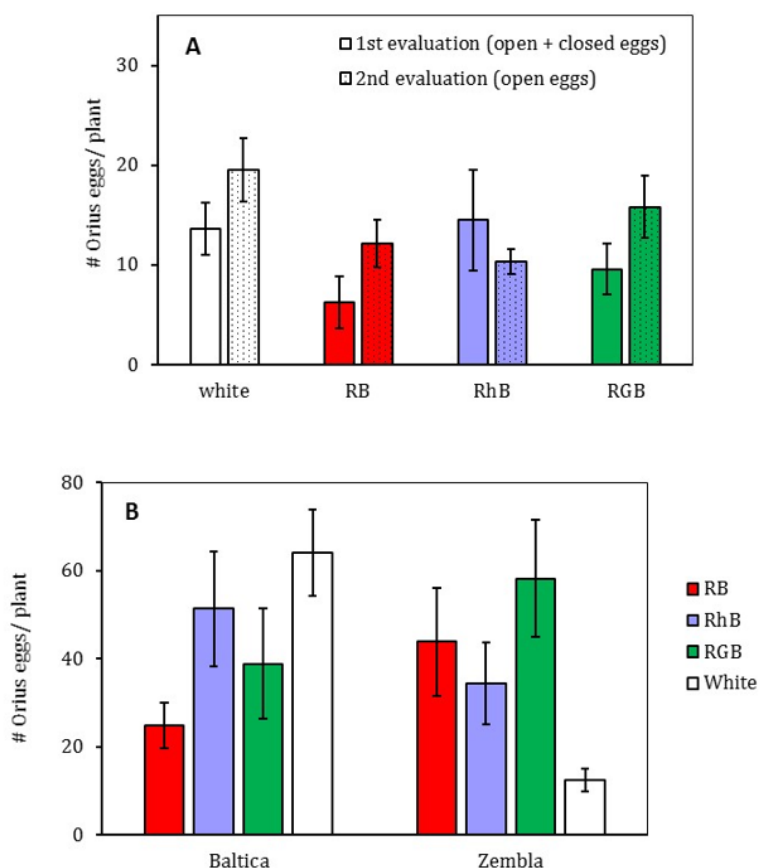 A
1st evaluation (open + closed eggs)
2nd evaluation (open eggs)
# Orius eggs/ plant
30
20
10
0
white RB RhB RGB
B
# Orius eggs/ plant
80
60
40
20
0
Baltica Zembla
RB
RhB
RGB
White